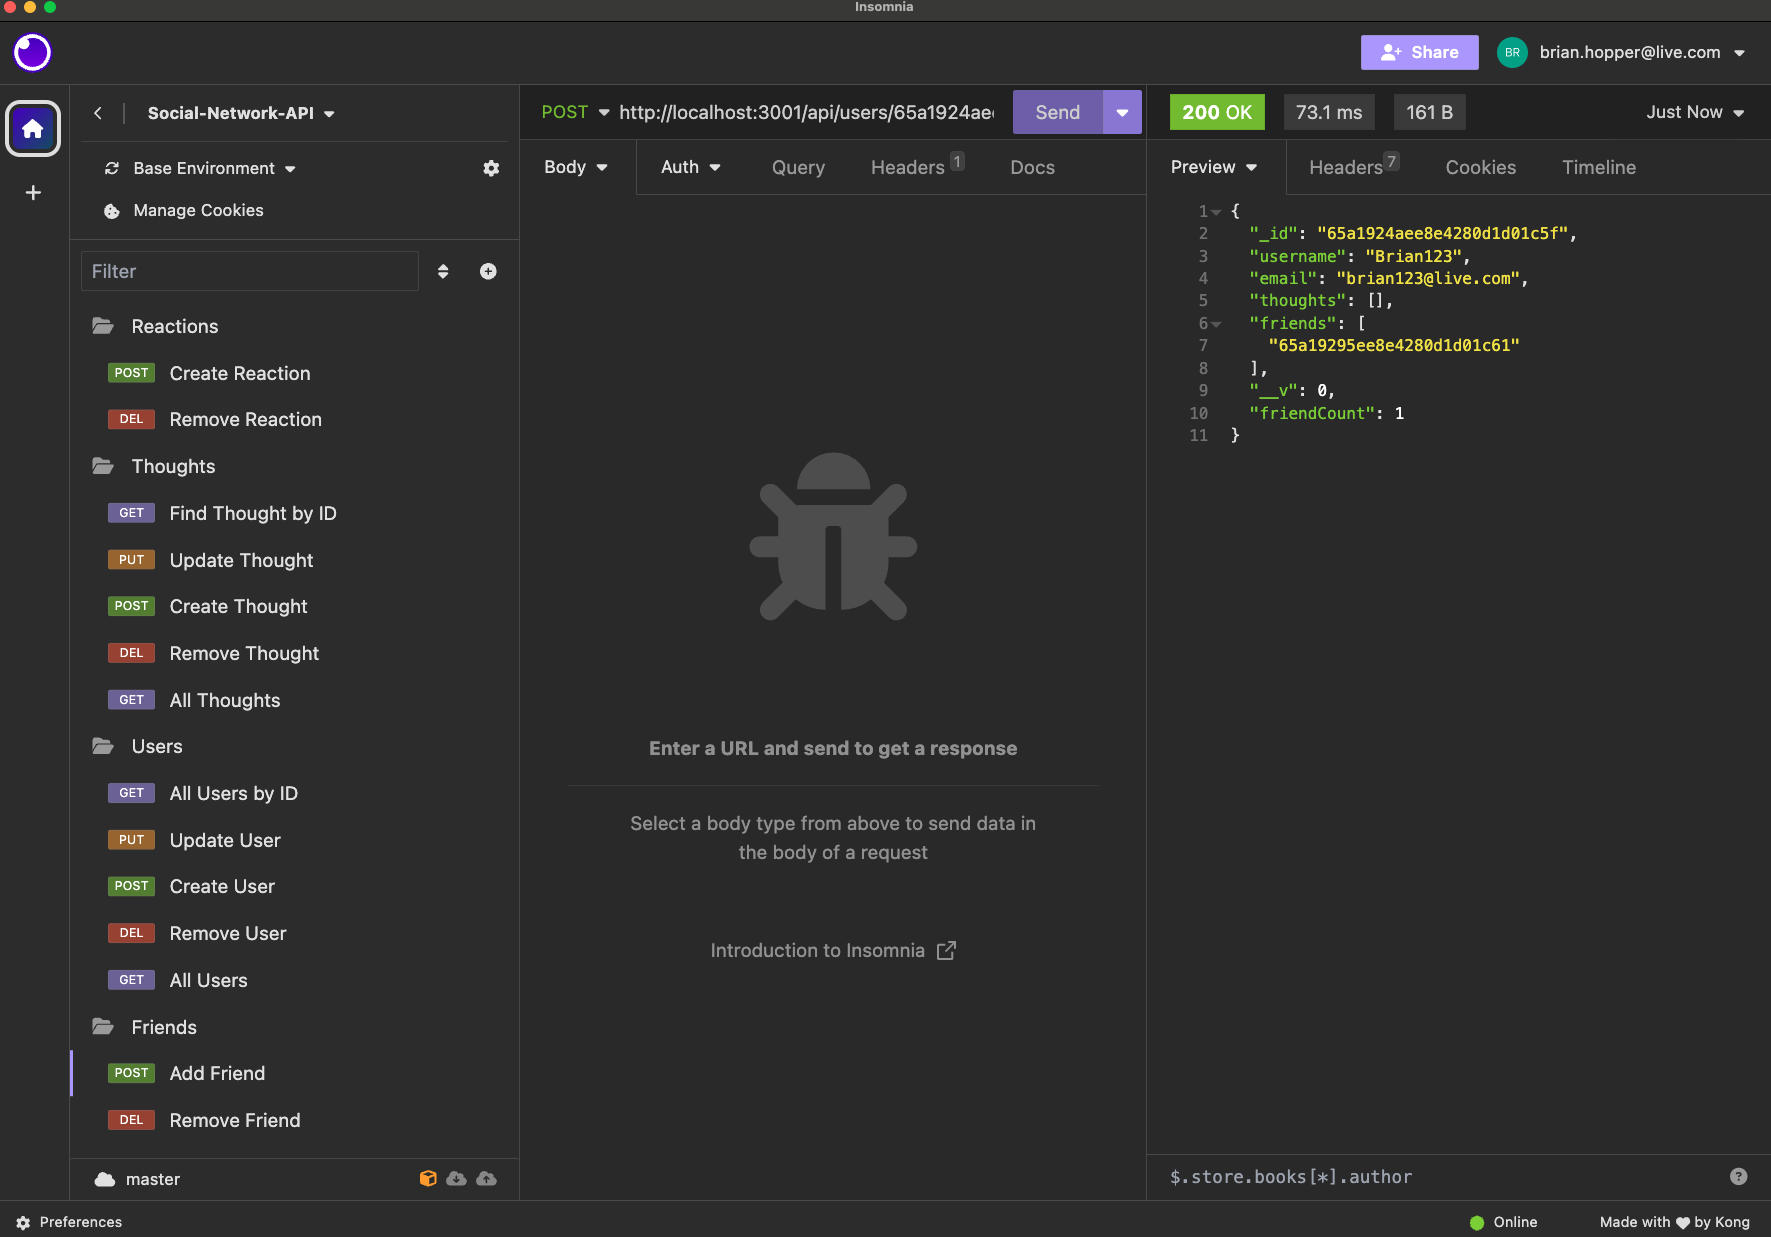 Insomnia
Share
BR
brian.hopper@live.com
Social-Network-API
Base Environment
Manage Cookies
Filter
Reactions
POST Create Reaction
DEL Remove Reaction
Thoughts
GET Find Thought by ID
PUT Update Thought
POST Create Thought
DEL Remove Thought
GET All Thoughts
Users
GET All Users by ID
PUT Update User
POST Create User
DEL Remove User
GET All Users
Friends
POST Add Friend
DEL Remove Friend
master
POST http://localhost:3001/api/users/65a1924ae Send
Body Auth Query Headers 1 Docs
Enter a URL and send to get a response
Select a body type from above to send data in
the body of a request
Introduction to Insomnia
200 OK 73.1 ms 161 B Just Now
Preview Headers 7 Cookies Timeline
1 {
2 "_id": "65a1924aee8e4280d1d01c5f",
3 "username": "Brian123",
4 "email": "brian123@live.com",
5 "thoughts": [],
6 "friends": [
7 "65a19295ee8e4280d1d01c61"
8 ],
9 "__v": 0,
10 "friendCount": 1
11 }
$.store.books[*].author
Preferences
Online
Made with ♥ by Kong